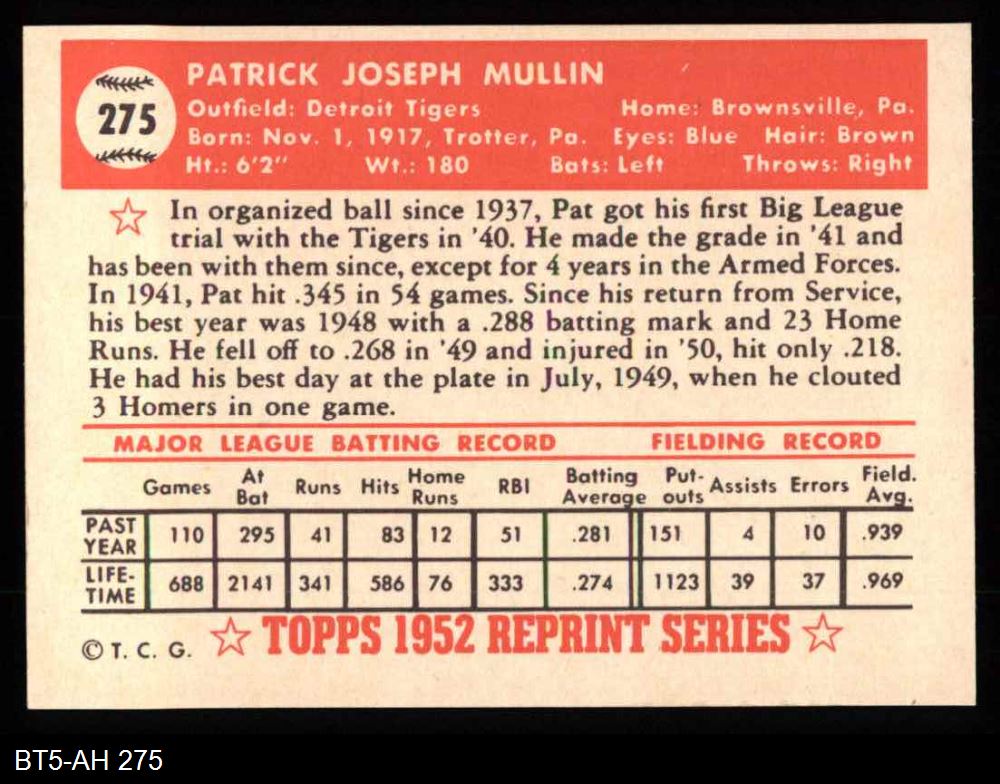 275
PATRICK JOSEPH MULLIN
Outfield: Detroit Tigers Home: Brownsville, Pa.
Born: Nov. 1, 1917, Trotter, Pa. Eyes: Blue Hair: Brown
Ht.: 6'2" Wt.: 180 Bats: Left Throws: Right
In organized ball since 1937, Pat got his first Big League
trial with the Tigers in '40. He made the grade in '41 and
has been with them since, except for 4 years in the Armed Forces.
In 1941, Pat hit .345 in 54 games. Since his return from Service,
his best year was 1948 with a .288 batting mark and 23 Home
Runs. He fell off to .268 in '49 and injured in '50, hit only .218.
He had his best day at the plate in July, 1949, when he clouted
3 Homers in one game.
MAJOR LEAGUE BATTING RECORD FIELDING RECORD
Games At Bat Runs Hits Home Runs RBI Batting Average Put-outs Assists Errors Field. Avg.
PAST YEAR 110 295 41 83 12 51 .281 151 4 10 .939
LIFE-TIME 688 2141 341 586 76 333 .274 1123 39 37 .969
© T. C. G. ☆ TOPPS 1952 REPRINT SERIES ☆
BT5-AH 275